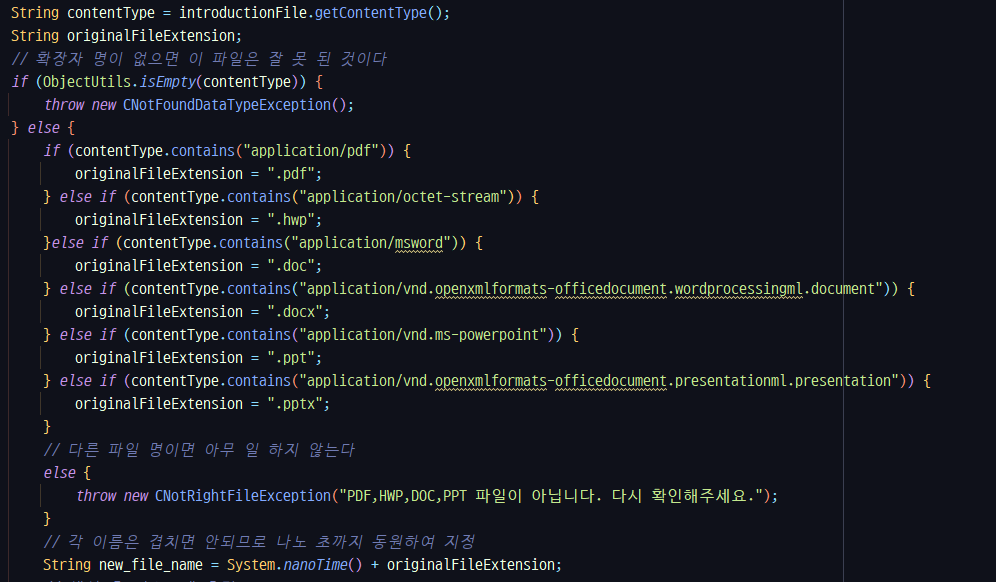 String contentType = introductionFile.getContentType();
String originalFileExtension;
// 확장자 명이 없으면 이 파일은 잘 못 된 것이다
if (ObjectUtils.isEmpty(contentType)) {
    throw new CNotFoundDataTypeException();
} else {
    if (contentType.contains("application/pdf")) {
        originalFileExtension = ".pdf";
    } else if (contentType.contains("application/octet-stream")) {
        originalFileExtension = ".hwp";
    }else if (contentType.contains("application/msword")) {
        originalFileExtension = ".doc";
    } else if (contentType.contains("application/vnd.openxmlformats-officedocument.wordprocessingml.document")) {
        originalFileExtension = ".docx";
    } else if (contentType.contains("application/vnd.ms-powerpoint")) {
        originalFileExtension = ".ppt";
    } else if (contentType.contains("application/vnd.openxmlformats-officedocument.presentationml.presentation")) {
        originalFileExtension = ".pptx";
    }
    // 다른 파일 명이면 아무 일 하지 않는다
    else {
        throw new CNotRightFileException("PDF,HWP,DOC,PPT 파일이 아닙니다. 다시 확인해주세요.");
    }
    // 각 이름은 겹치면 안되므로 나노 초까지 동원하여 지정
    String new_file_name = System.nanoTime() + originalFileExtension;